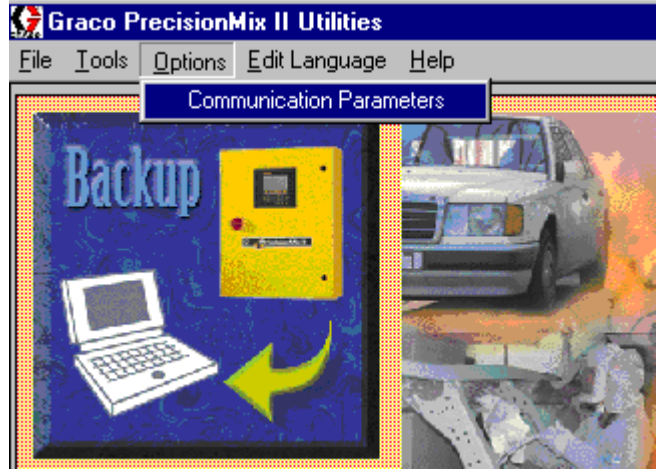 Graco PrecisionMix II Utilities
File Tools Options Edit Language Help
Communication Parameters
Backup